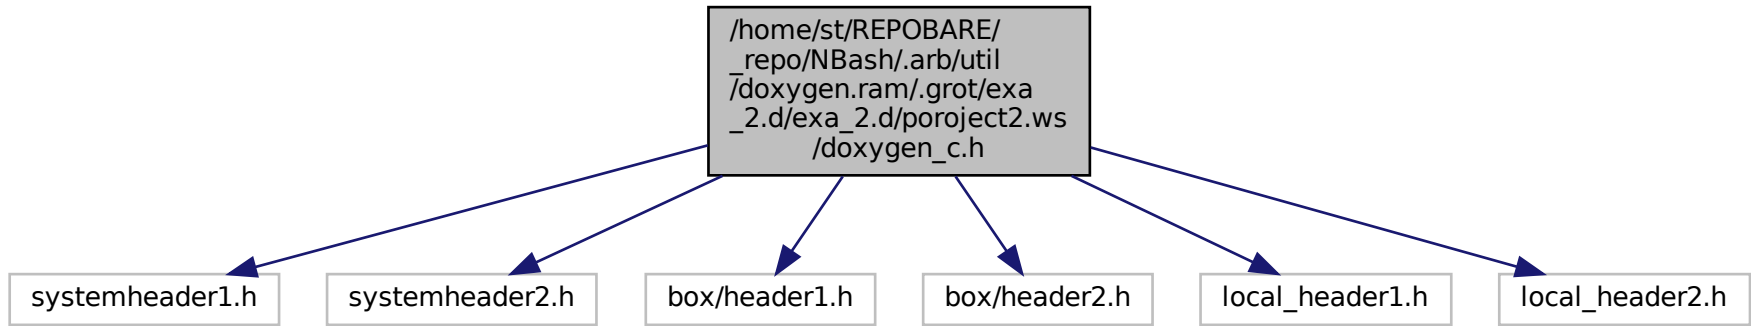 /home/st/REPOBARE/
_repo/NBash/.arb/util
/doxygen.ram/.grot/exa
_2.d/exa_2.d/poroject2.ws
/doxygen_c.h
systemheader1.h
systemheader2.h
box/header1.h
box/header2.h
local_header1.h
local_header2.h